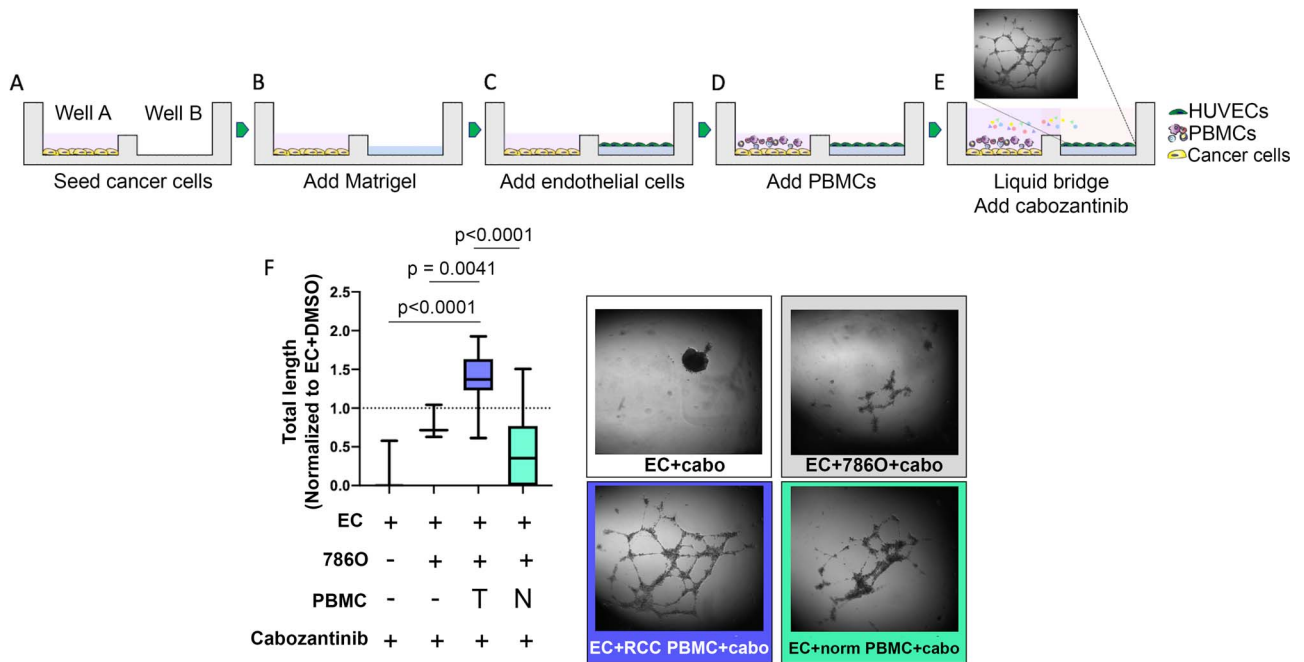 A
B
C
D
E
Well A
Well B
Seed cancer cells
Add Matrigel
Add endothelial cells
Add PBMCs
Liquid bridge
Add cabozantinib
HUVECs
PBMCs
Cancer cells
F
p<0.0001
p = 0.0041
p<0.0001
Total length
(Normalized to EC+DMSO)
2.5
2.0
1.5
1.0
0.5
0.0
EC + + + +
786O - + + +
PBMC - - T N
Cabozantinib + + + +
EC+cabo
EC+786O+cabo
EC+RCC PBMC+cabo
EC+norm PBMC+cabo